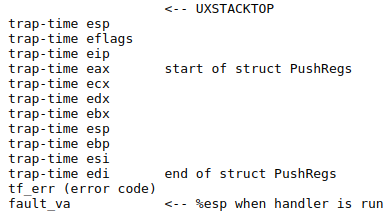 <-- UXSTACKTOP
trap-time esp
trap-time eflags
trap-time eip
trap-time eax       start of struct PushRegs
trap-time ecx
trap-time edx
trap-time ebx
trap-time esp
trap-time ebp
trap-time esi
trap-time edi       end of struct PushRegs
tf_err (error code)
fault_va            <-- %esp when handler is run